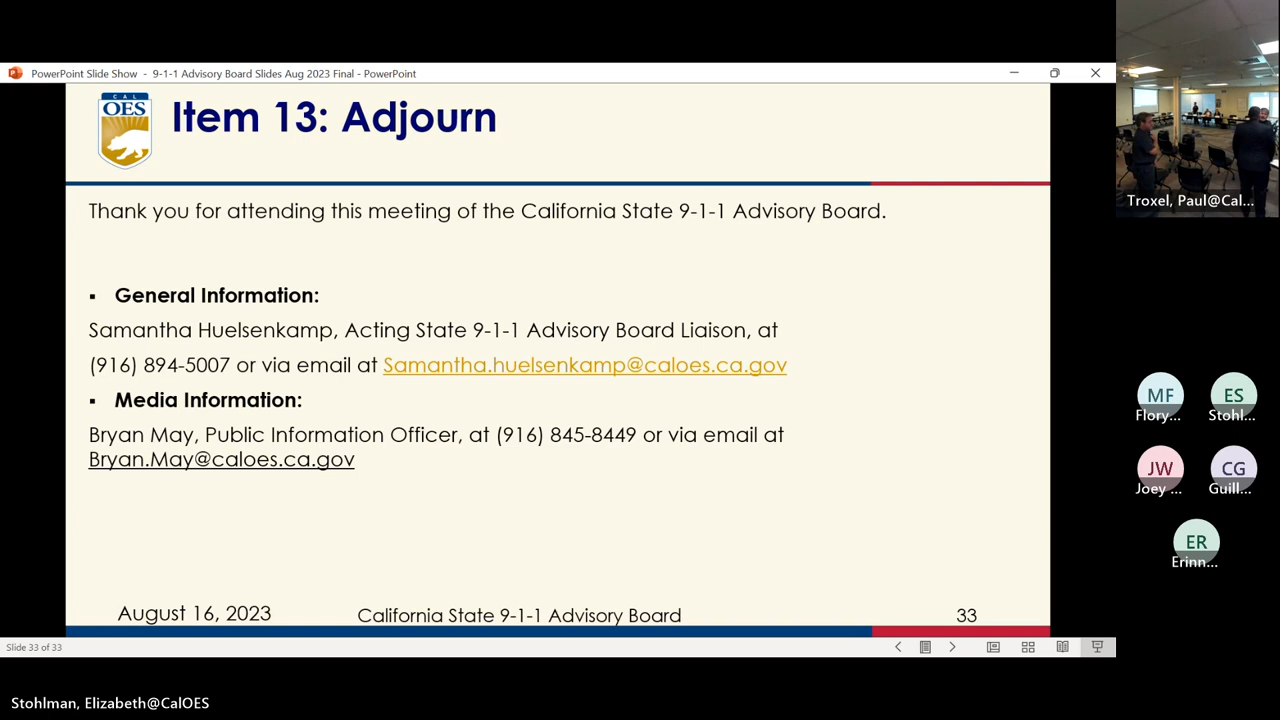 PowerPoint Slide Show - 9-1-1 Advisory Board Slides Aug 2023 Final - PowerPoint
CAL
OES
Item 13: Adjourn
Thank you for attending this meeting of the California State 9-1-1 Advisory Board.
▪ General Information:
Samantha Huelsenkamp, Acting State 9-1-1 Advisory Board Liaison, at
(916) 894-5007 or via email at Samantha.huelsenkamp@caloes.ca.gov
▪ Media Information:
Bryan May, Public Information Officer, at (916) 845-8449 or via email at
Bryan.May@caloes.ca.gov
August 16, 2023 California State 9-1-1 Advisory Board 33
Slide 33 of 33
Troxel, Paul@Cal...
MF ES
Flory... Stohl...
JW CG
Joey ... Guill...
ER
Erinn...
Stohlman, Elizabeth@CalOES